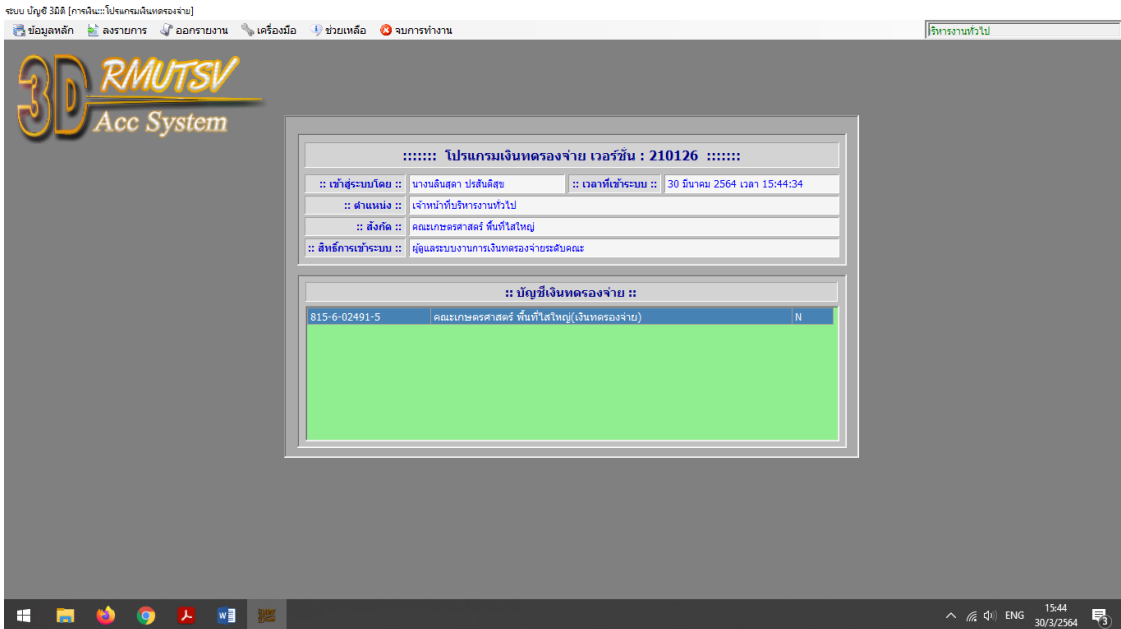 ระบบ บัญชี 3มิติ [การเงิน:::โปรแกรมเงินทดรองจ่าย]
ข้อมูลหลัก ลงรายการ ออกรายงาน เครื่องมือ ช่วยเหลือ จบการทำงาน ริหารงานทั่วไป
3D RMUTSV
Acc System
::::::: โปรแกรมเงินทดรองจ่าย เวอร์ชั่น : 210126 :::::::
:: เข้าสู่ระบบโดย :: นางนลินสุดา ปรสันติสุข :: เวลาที่เข้าระบบ :: 30 มีนาคม 2564 เวลา 15:44:34
:: ตำแหน่ง :: เจ้าหน้าที่บริหารงานทั่วไป
:: สังกัด :: คณะเกษตรศาสตร์ พื้นที่ใสใหญ่
:: สิทธิ์การเข้าระบบ :: ผู้ดูแลระบบงานการเงินทดรองจ่ายระดับคณะ
:: บัญชีเงินทดรองจ่าย ::
815-6-02491-5 คณะเกษตรศาสตร์ พื้นที่ใสใหญ่(เงินทดรองจ่าย) N
ENG 15:44
30/3/2564 3